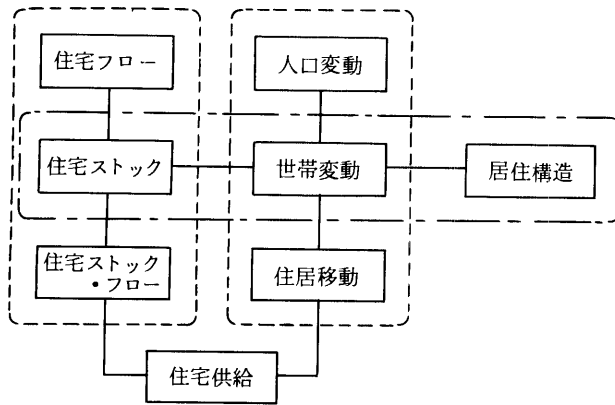 住宅フロー
人口変動
住宅ストック
世帯変動
居住構造
住宅ストック
・フロー
住居移動
住宅供給